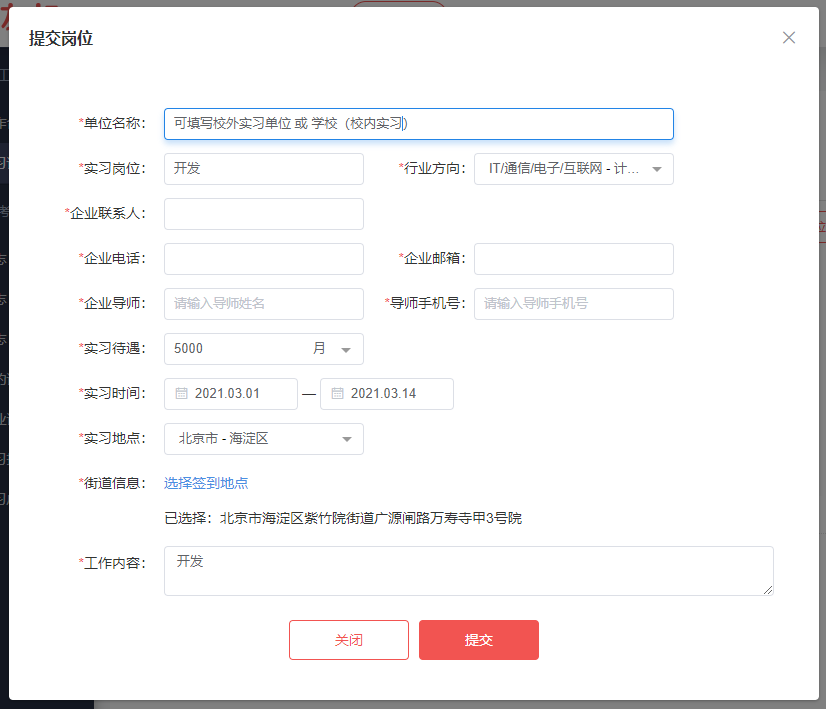 提交岗位
*单位名称： 可填写校外实习单位 或 学校（校内实习)
*实习岗位： 开发 *行业方向： IT/通信/电子/互联网 - 计...
*企业联系人：
*企业电话： *企业邮箱：
*企业导师： 请输入导师姓名 *导师手机号： 请输入导师手机号
*实习待遇： 5000 月
*实习时间： 2021.03.01 — 2021.03.14
*实习地点： 北京市 - 海淀区
*街道信息： 选择签到地点
已选择：北京市海淀区紫竹院街道广源闸路万寿寺甲3号院
*工作内容： 开发
关闭 提交